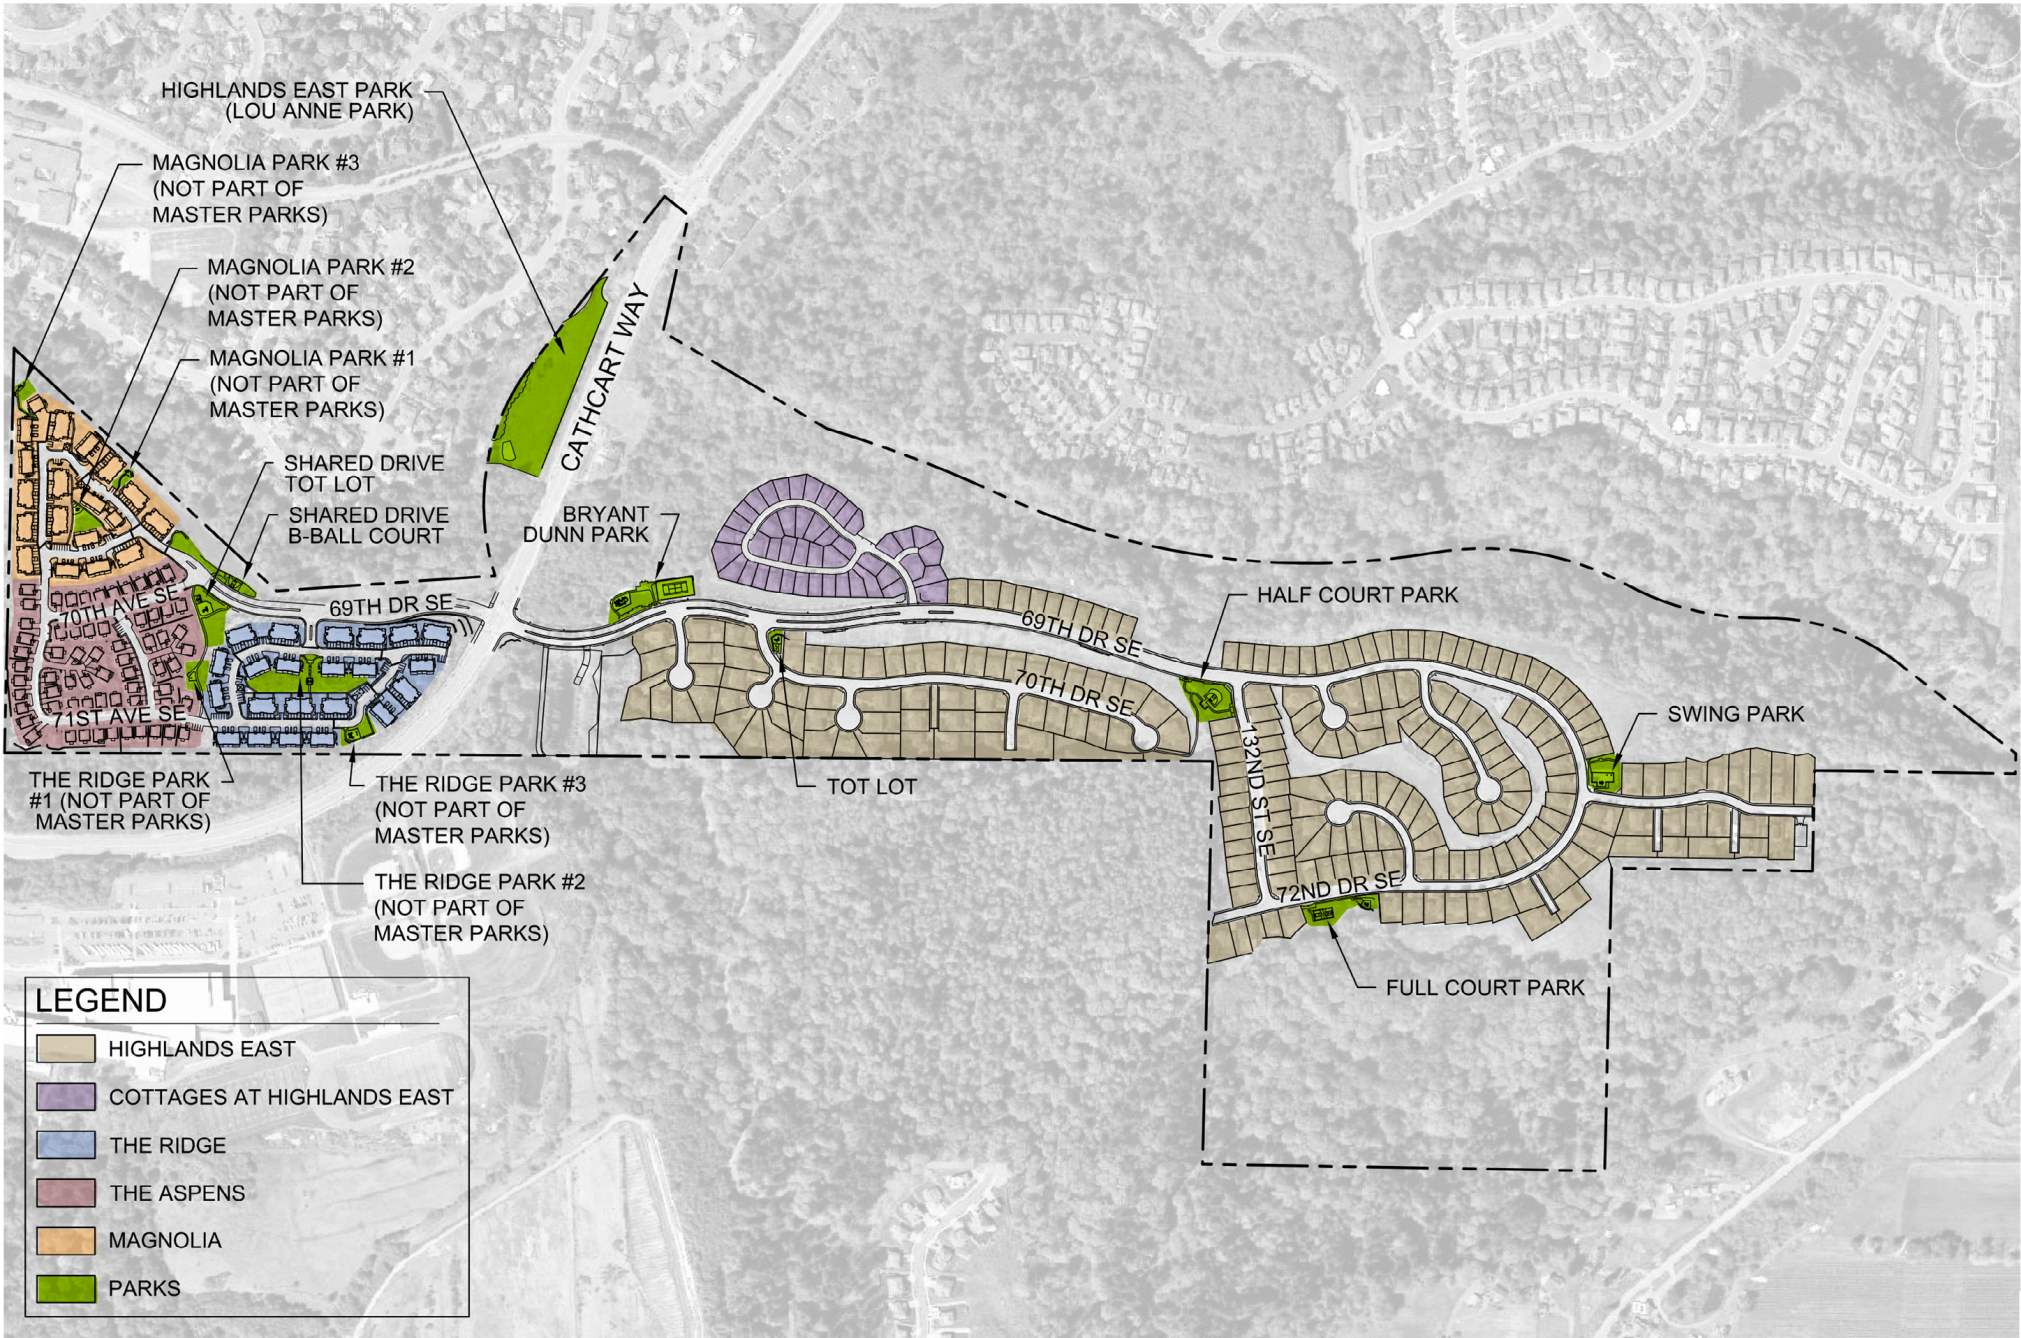 HIGHLANDS EAST PARK
(LOU ANNE PARK)
MAGNOLIA PARK #3
(NOT PART OF
MASTER PARKS)
MAGNOLIA PARK #2
(NOT PART OF
MASTER PARKS)
MAGNOLIA PARK #1
(NOT PART OF
MASTER PARKS)
CATHCART WAY
SHARED DRIVE
TOT LOT
SHARED DRIVE
B-BALL COURT
BRYANT
DUNN PARK
70TH AVE SE
69TH DR SE
HALF COURT PARK
69TH DR SE
70TH DR SE
71ST AVE SE
SWING PARK
132ND ST SE
TOT LOT
THE RIDGE PARK
#1 (NOT PART OF
MASTER PARKS)
THE RIDGE PARK #3
(NOT PART OF
MASTER PARKS)
THE RIDGE PARK #2
(NOT PART OF
MASTER PARKS)
72ND DR SE
FULL COURT PARK
LEGEND
HIGHLANDS EAST
COTTAGES AT HIGHLANDS EAST
THE RIDGE
THE ASPENS
MAGNOLIA
PARKS